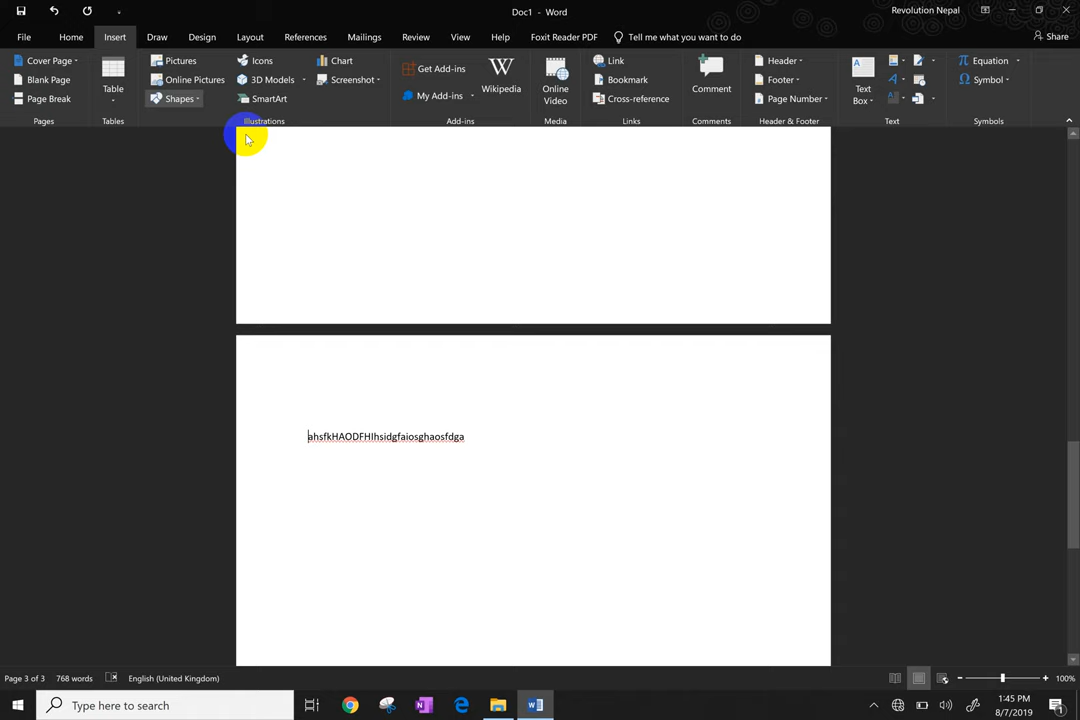 Doc1 - Word
Revolution Nepal
File Home Insert Draw Design Layout References Mailings Review View Help Foxit Reader PDF Tell me what you want to do Share
Cover Page
Blank Page
Page Break
Pages
Table
Tables
Pictures
Online Pictures
Shapes
Icons
3D Models
SmartArt
Chart
Screenshot
Illustrations
Get Add-ins
My Add-ins
W
Wikipedia
Add-ins
Online
Video
Media
Link
Bookmark
Cross-reference
Links
Comment
Comments
Header
Footer
Page Number
Header & Footer
Text
Box
Text
Equation
Symbol
Symbols
ahsfkHAODFHIhsidgfaiosghaosfdga
Page 3 of 3 768 words English (United Kingdom) 100%
Type here to search
1:45 PM
8/7/2019